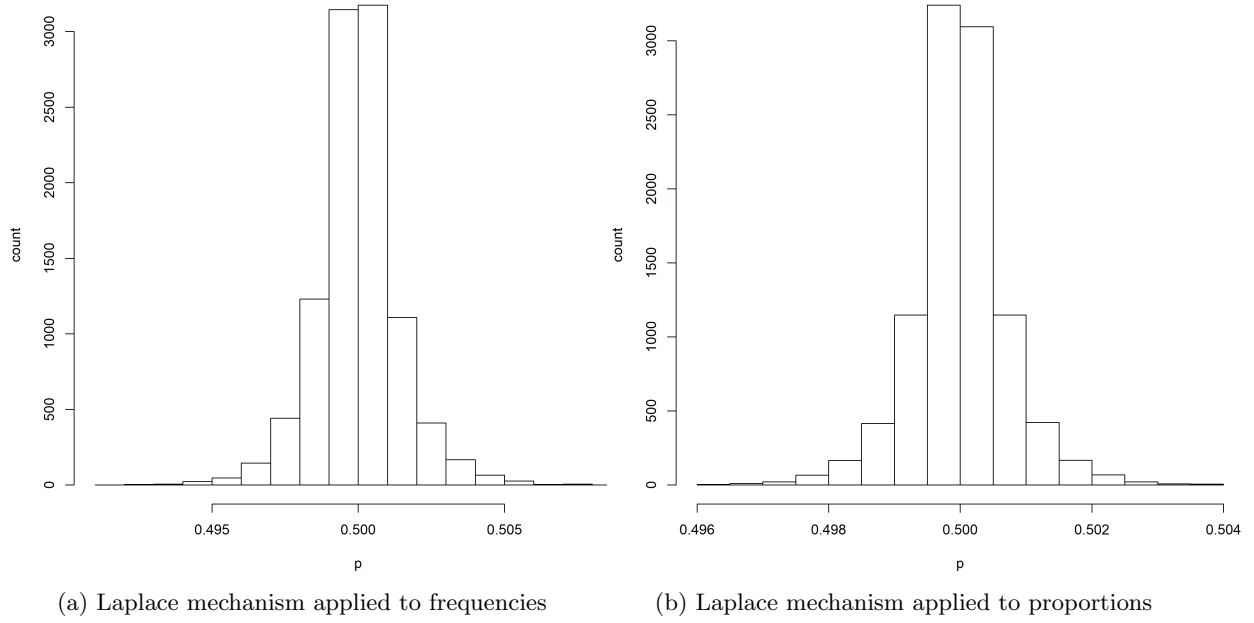 count
3000
2500
2000
1500
1000
500
0
0.495 0.500 0.505
p
(a) Laplace mechanism applied to frequencies
count
3000
2500
2000
1500
1000
500
0
0.496 0.498 0.500 0.502 0.504
p
(b) Laplace mechanism applied to proportions